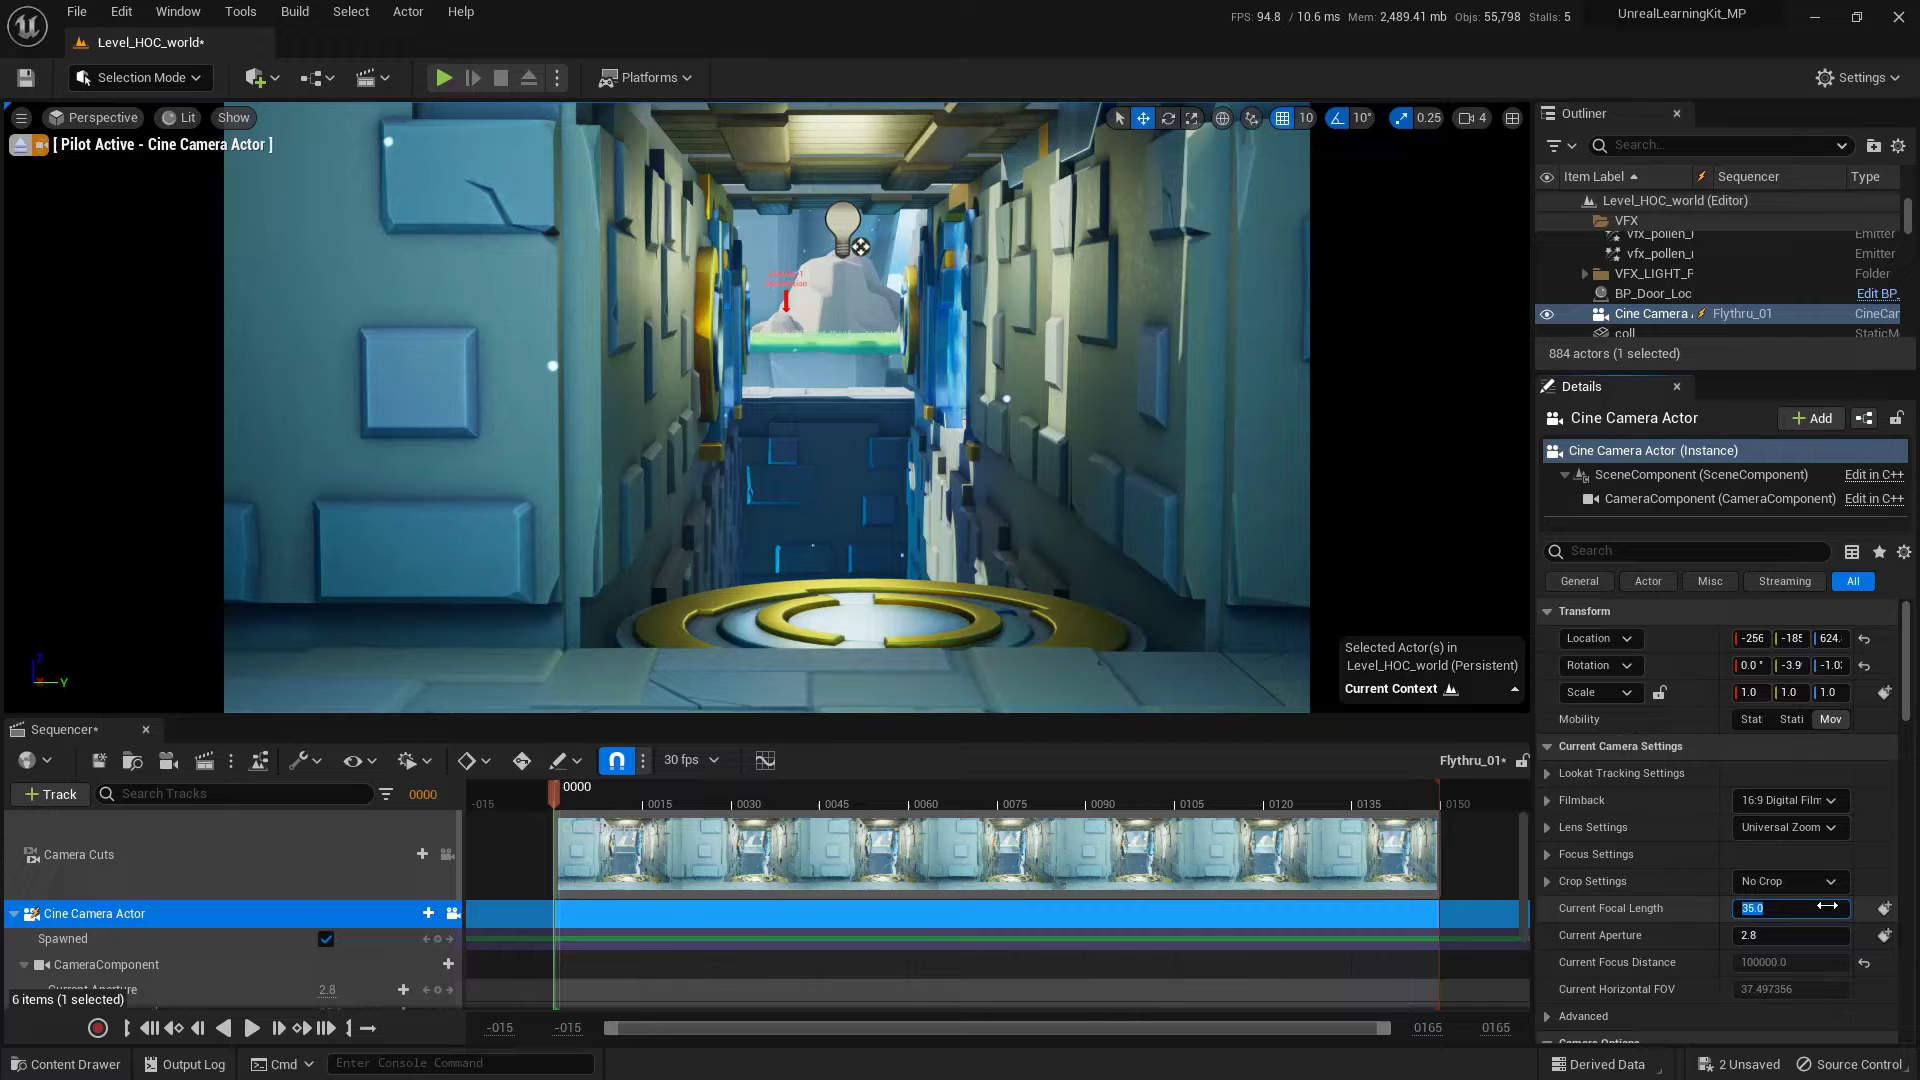 File Edit Window Tools Build Select Actor Help
FPS: 94.8 / 10.6 ms Mem: 2,489.41 mb Objs: 55,798 Stalls: 5
UnrealLearningKit_MP
Level_HOC_world*
Selection Mode
Platforms
Settings
Perspective Lit Show
10 10° 0.25 4
[ Pilot Active - Cine Camera Actor ]
Selected Actor(s) in
Level_HOC_world (Persistent)
Current Context
Z
Y
Outliner
Search...
Item Label Sequencer Type
Level_HOC_world (Editor)
VFX
vfx_pollen_ Emitter
vfx_pollen_ Emitter
VFX_LIGHT_F Folder
BP_Door_Loc Edit BP_
Cine Camera Flythru_01 CineCar
coll StaticM
884 actors (1 selected)
Details
Cine Camera Actor Add
Cine Camera Actor (Instance)
SceneComponent (SceneComponent) Edit in C++
CameraComponent (CameraComponent) Edit in C++
Search
General Actor Misc Streaming All
Transform
Location -256 -185 624.
Rotation 0.0 ° -3.9 -1.0
Scale 1.0 1.0 1.0
Mobility Stat Stati Mov
Current Camera Settings
Lookat Tracking Settings
Filmback 16:9 Digital Film
Lens Settings Universal Zoom
Focus Settings
Crop Settings No Crop
Current Focal Length 35.0
Current Aperture 2.8
Current Focus Distance 100000.0
Current Horizontal FOV 37.497356
Advanced
Camera Options
Sequencer*
30 fps
Flythru_01*
Track Search Tracks 0000
-015 0000 0015 0030 0045 0060 0075 0090 0105 0120 0135 0150
Camera Cuts
Cine Camera Actor
Spawned
CameraComponent
Current Aperture 2.8
6 items (1 selected)
-015 -015 0165 0165
Content Drawer Output Log Cmd Enter Console Command
Derived Data 2 Unsaved Source Control